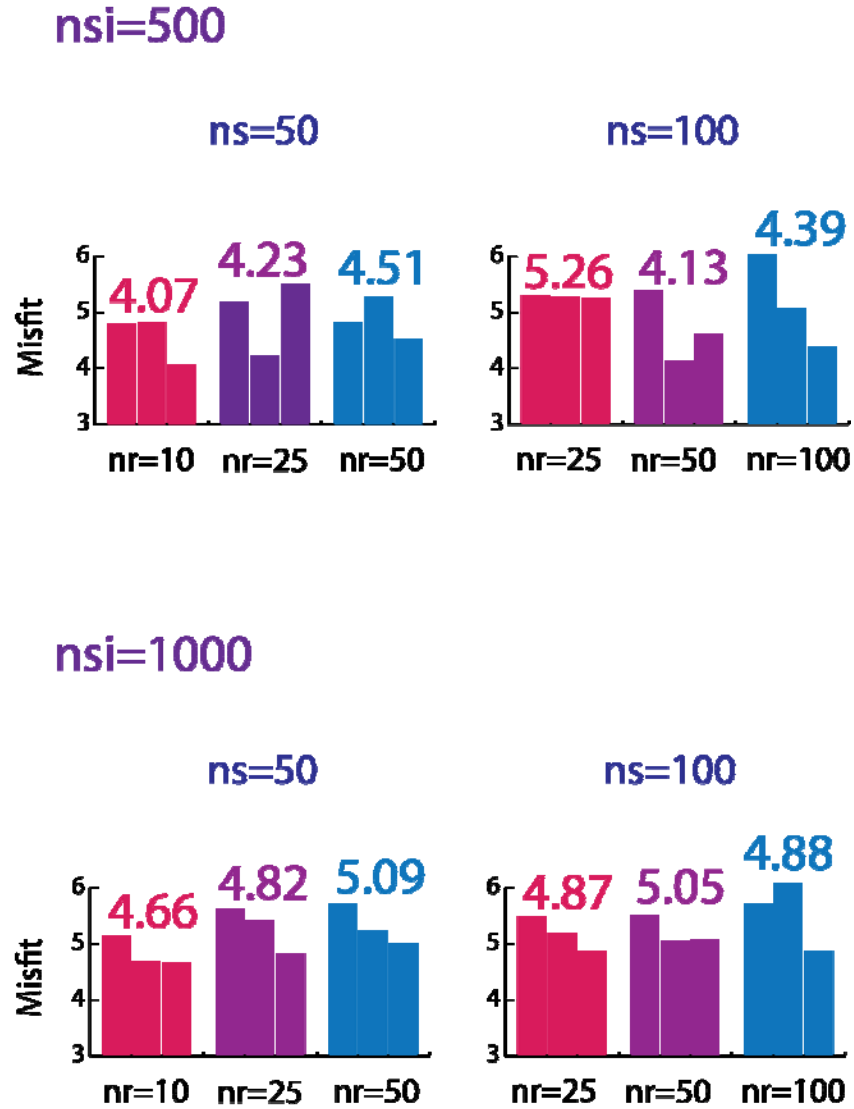 nsi=500
ns=50
ns=100
Misfit
6
5
4
3
4.07
4.23
4.51
nr=10
nr=25
nr=50
6
5
4
3
5.26
4.13
4.39
nr=25
nr=50
nr=100
nsi=1000
ns=50
ns=100
Misfit
6
5
4
3
4.66
4.82
5.09
nr=10
nr=25
nr=50
6
5
4
3
4.87
5.05
4.88
nr=25
nr=50
nr=100